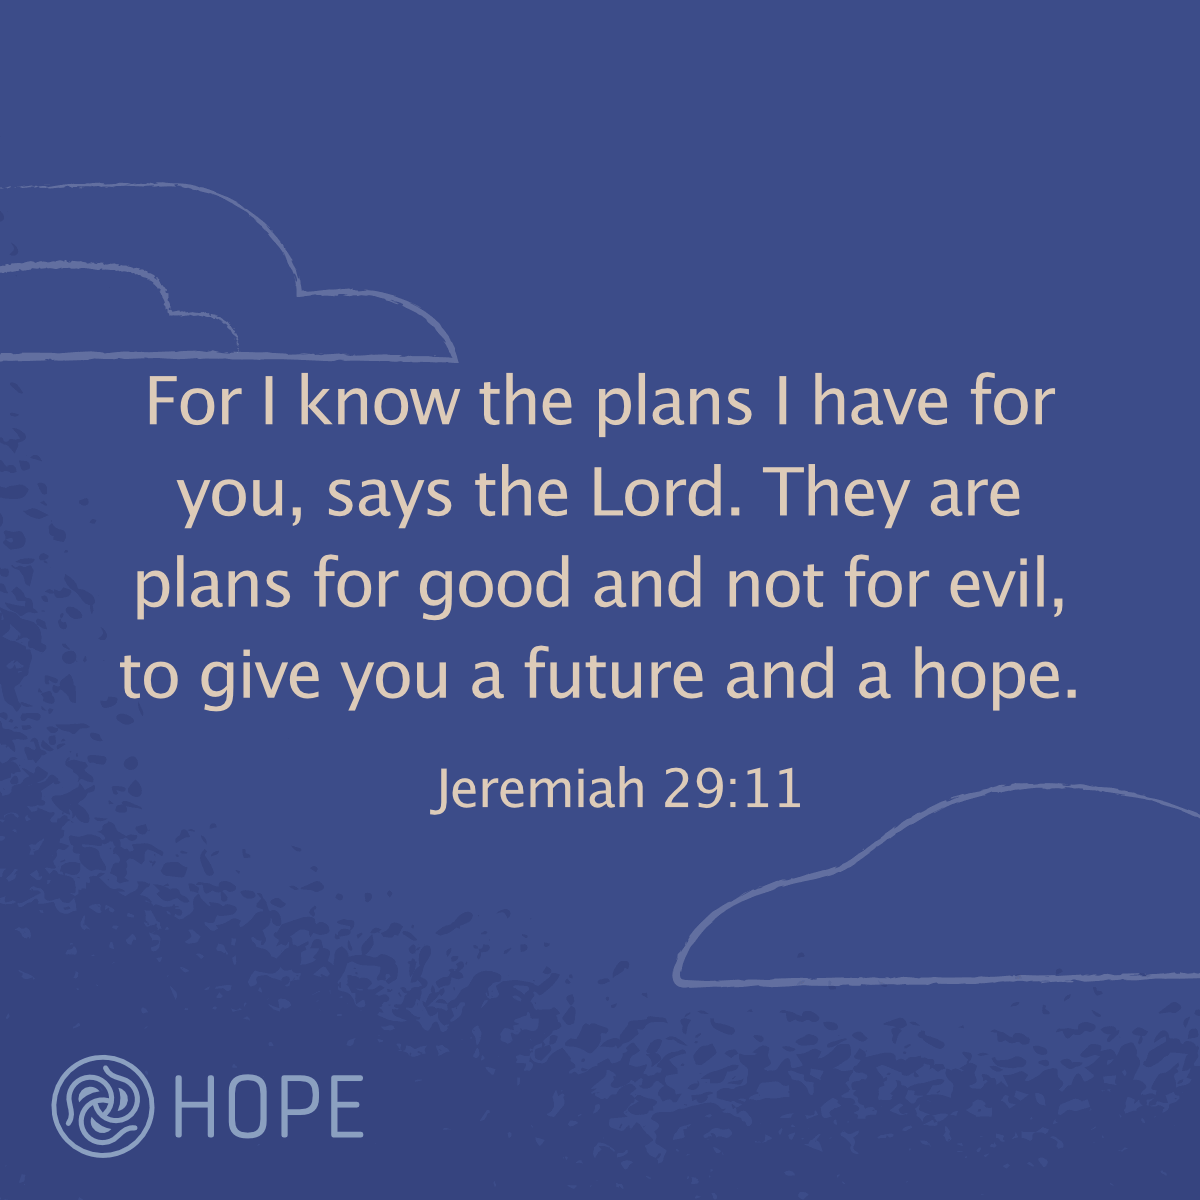 For I know the plans I have for
you, says the Lord. They are
plans for good and not for evil,
to give you a future and a hope.
Jeremiah 29:11
HOPE